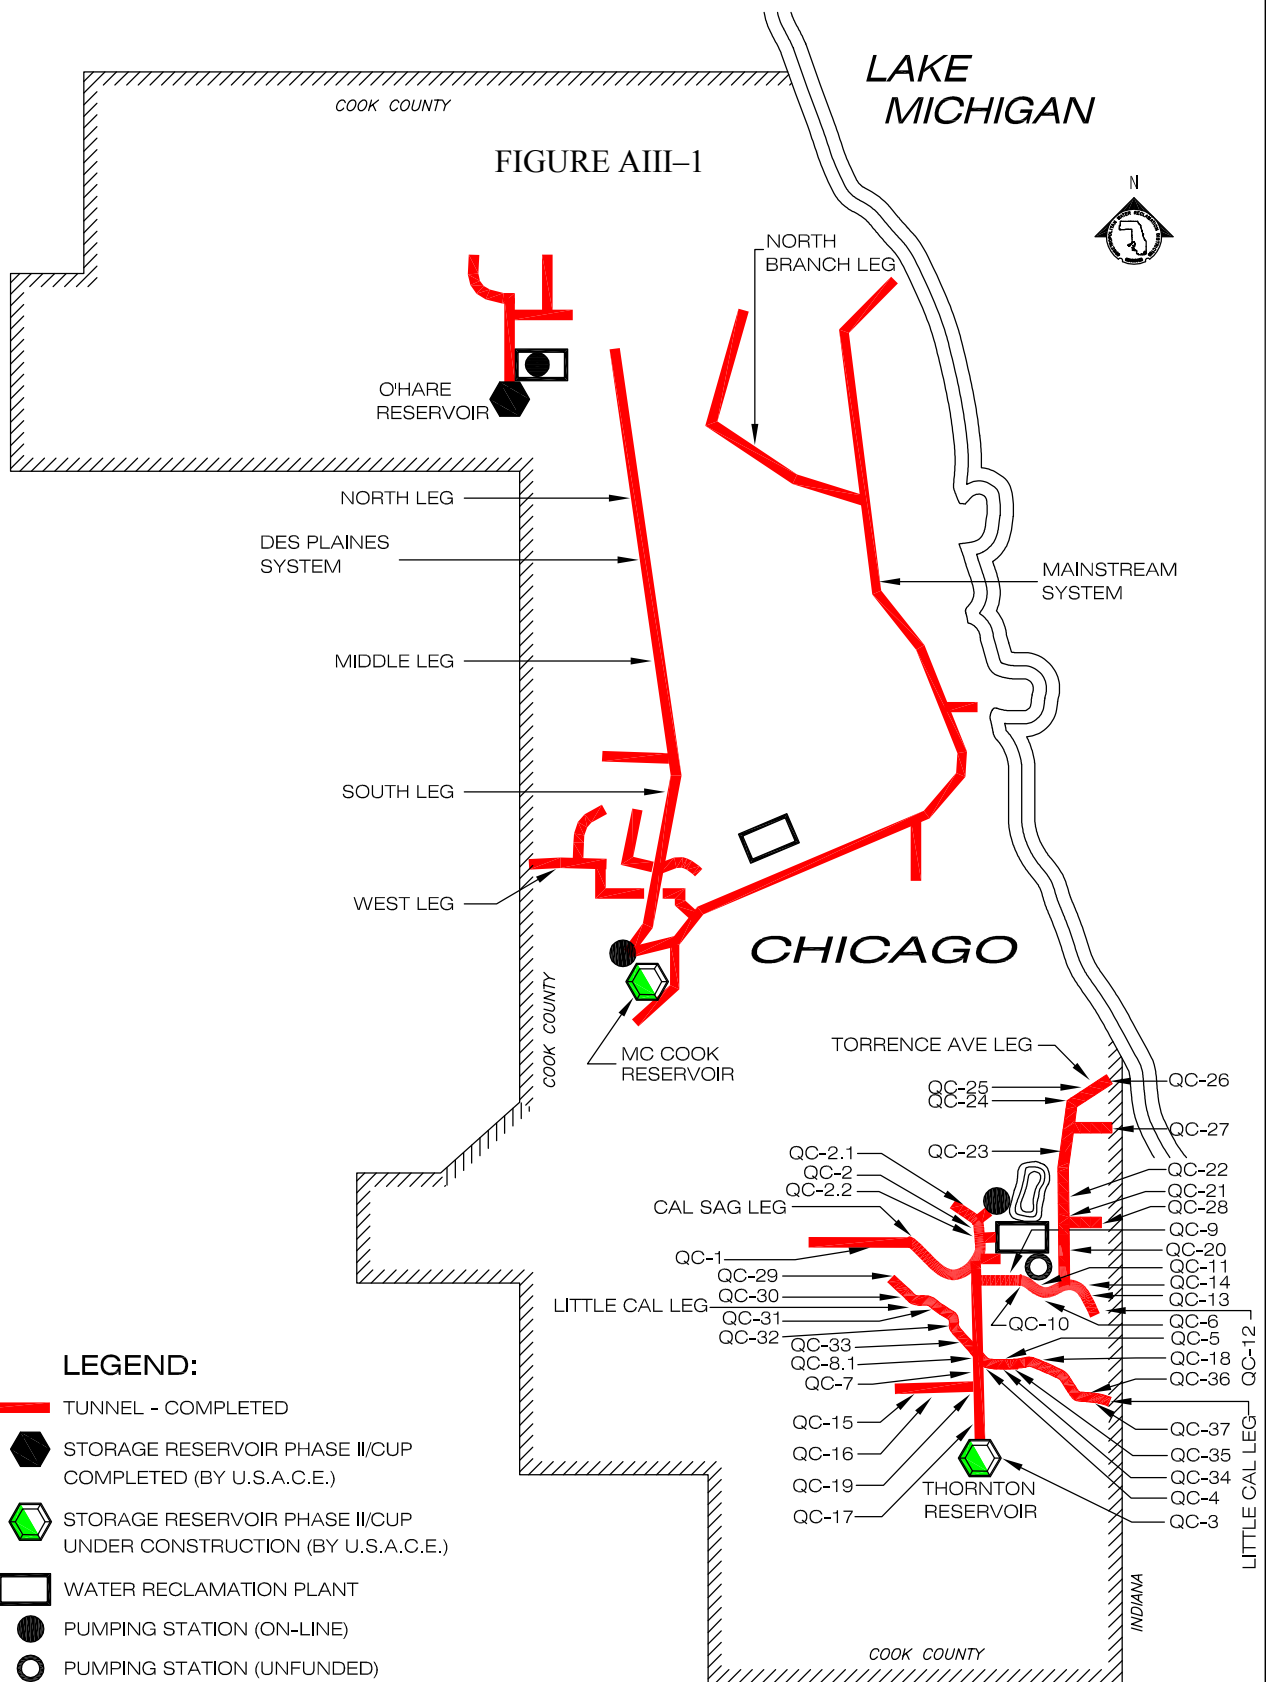 LAKE
MICHIGAN
COOK COUNTY
FIGURE AIII–1
N
NORTH
BRANCH LEG
O'HARE
RESERVOIR
NORTH LEG
DES PLAINES
SYSTEM
MAINSTREAM
SYSTEM
MIDDLE LEG
SOUTH LEG
WEST LEG
CHICAGO
COOK COUNTY
MC COOK
RESERVOIR
TORRENCE AVE LEG
QC-25
QC-24
QC-26
QC-27
QC-23
QC-2.1
QC-2
QC-2.2
CAL SAG LEG
QC-22
QC-21
QC-28
QC-9
QC-20
QC-11
QC-14
QC-13
QC-1
QC-29
QC-30
LITTLE CAL LEG
QC-31
QC-32
QC-10
QC-6
QC-5
QC-18
QC-36
QC-12
QC-33
QC-8.1
QC-7
QC-15
QC-16
QC-19
QC-17
QC-37
QC-35
QC-34
QC-4
QC-3
LITTLE CAL LEG
THORNTON
RESERVOIR
INDIANA
COOK COUNTY
LEGEND:
TUNNEL - COMPLETED
STORAGE RESERVOIR PHASE II/CUP
COMPLETED (BY U.S.A.C.E.)
STORAGE RESERVOIR PHASE II/CUP
UNDER CONSTRUCTION (BY U.S.A.C.E.)
WATER RECLAMATION PLANT
PUMPING STATION (ON-LINE)
PUMPING STATION (UNFUNDED)